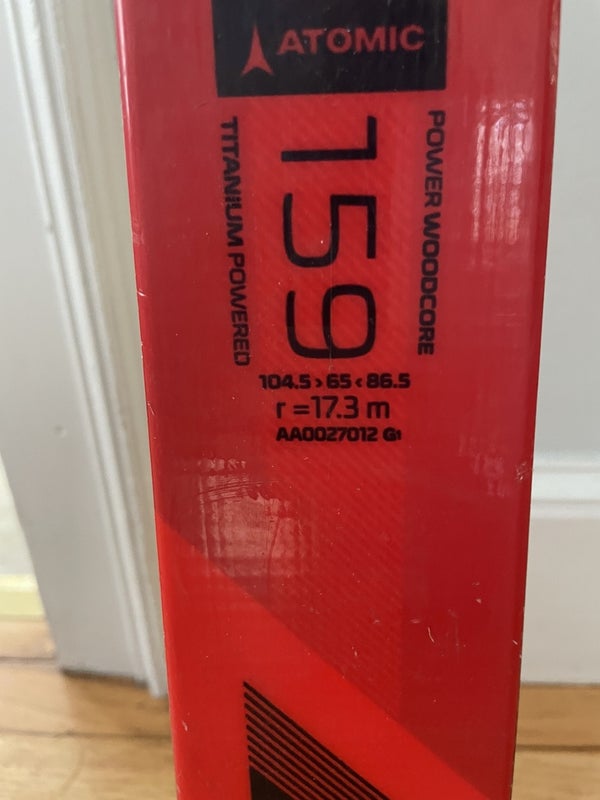 ATOMIC
TITANIUM POWERED
159
POWER WOODCORE
104.5 > 65 < 86.5
r = 17.3 m
AA0027012 G1